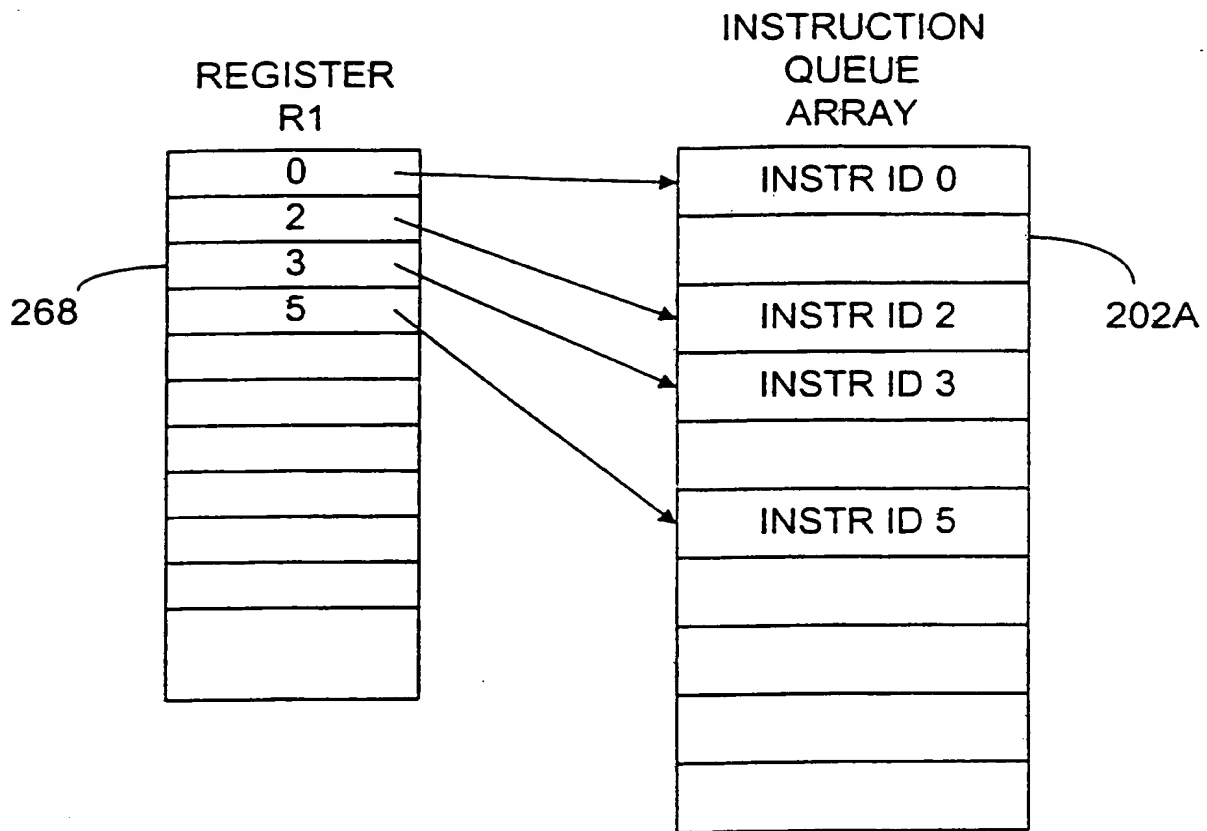 REGISTER
R1
0
2
3
5
268
INSTRUCTION
QUEUE
ARRAY
INSTR ID 0
INSTR ID 2
INSTR ID 3
INSTR ID 5
202A